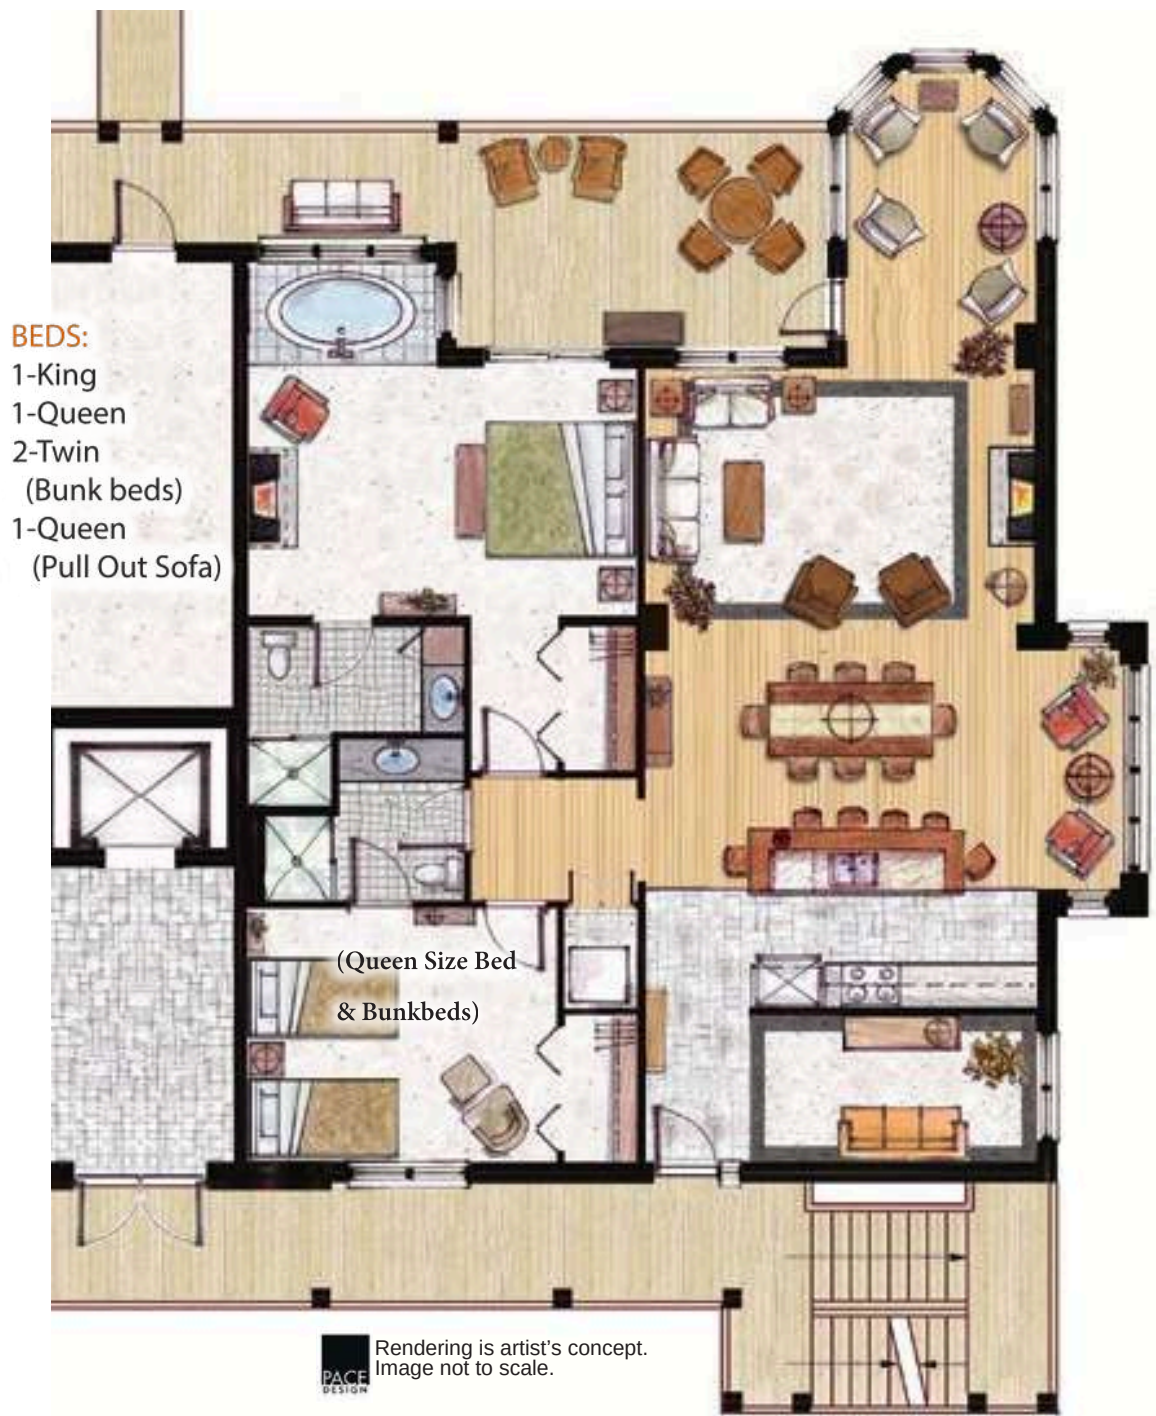 BEDS:
1-King
1-Queen
2-Twin
(Bunk beds)
1-Queen
(Pull Out Sofa)
(Queen Size Bed
& Bunkbeds)
PACE
DESIGN
Rendering is artist’s concept.
Image not to scale.